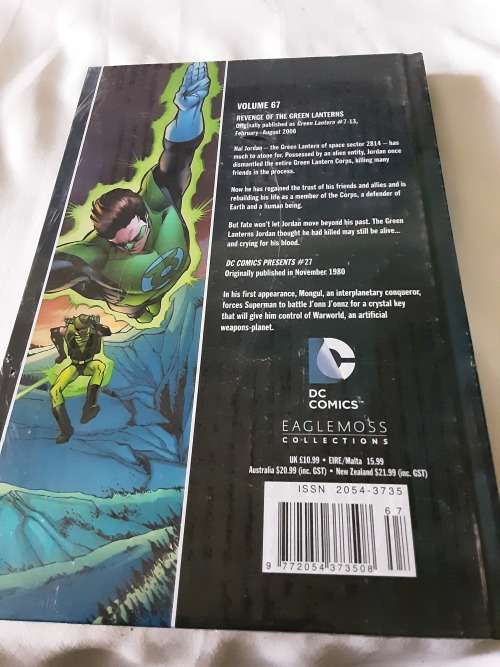 VOLUME 67
REVENGE OF THE GREEN LANTERNS
Originally published as Green Lantern #7-13,
February-August 2006
Hal Jordan – the Green Lantern of space sector 2814 – has
much to atone for. Possessed by an alien entity, Jordan once
dismantled the entire Green Lantern Corps, killing many
friends in the process.
Now he has regained the trust of his friends and allies and is
rebuilding his life as a member of the Corps, a defender of
Earth and a human being.
But fate won't let Jordan move beyond his past. The Green
Lanterns Jordan thought he had killed may still be alive...
and crying for his blood.
DC COMICS PRESENTS #27
Originally published in November 1980
In his first appearance, Mongul, an interplanetary conqueror,
forces Superman to battle J'onn J'onnz for a crystal key
that will give him control of Warworld, an artificial
weapons-planet.
DC
COMICS™
EAGLEMOSS
COLLECTIONS
UK £10.99 • EIRE/Malta 15.99
Australia $20.99 (inc. GST) • New Zealand $21.99 (inc. GST)
ISSN 2054-3735
67
9 772054 373508